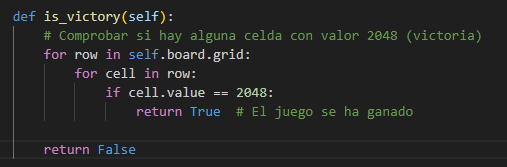 def is_victory(self):
    # Comprobar si hay alguna celda con valor 2048 (victoria)
    for row in self.board.grid:
        for cell in row:
            if cell.value == 2048:
                return True  # El juego se ha ganado

    return False